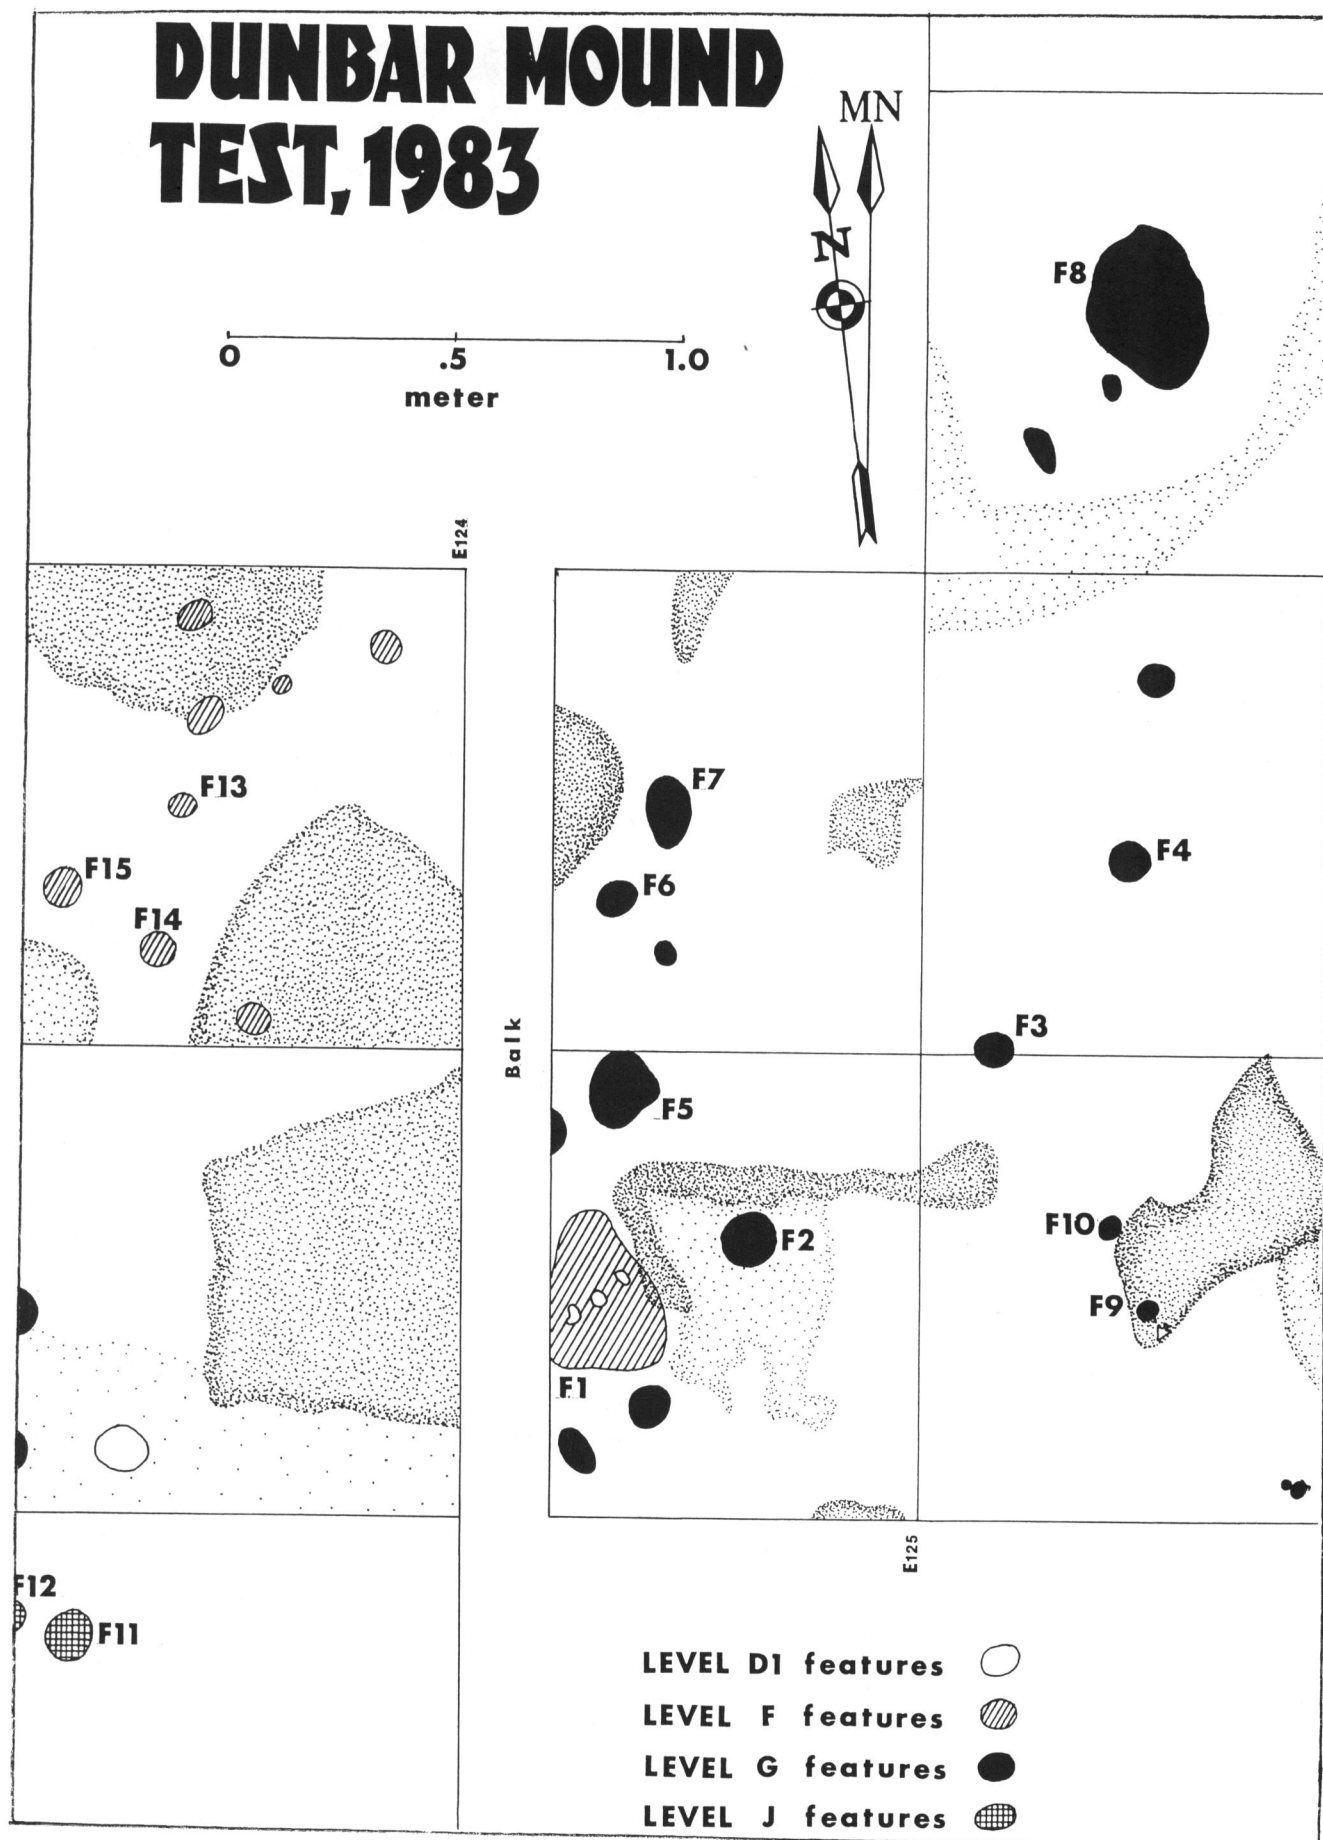 DUNBAR MOUND
TEST, 1983
MN
N
0 .5 1.0
meter
F8
E124
F13
F15
F14
F7
F6
F4
F3
Balk
F5
F2
F10
F9
F1
E125
F12
F11
LEVEL D1 features
LEVEL F features
LEVEL G features
LEVEL J features